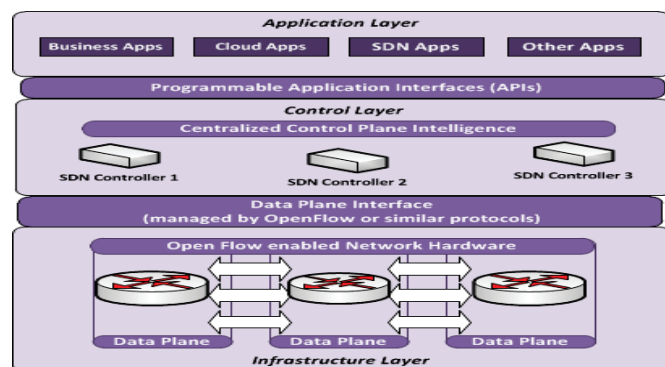 Application Layer
Business Apps
Cloud Apps
SDN Apps
Other Apps
Programmable Application Interfaces (APIs)
Control Layer
Centralized Control Plane Intelligence
SDN Controller 1
SDN Controller 2
SDN Controller 3
Data Plane Interface
(managed by OpenFlow or similar protocols)
Open Flow enabled Network Hardware
Data Plane
Data Plane
Data Plane
Infrastructure Layer